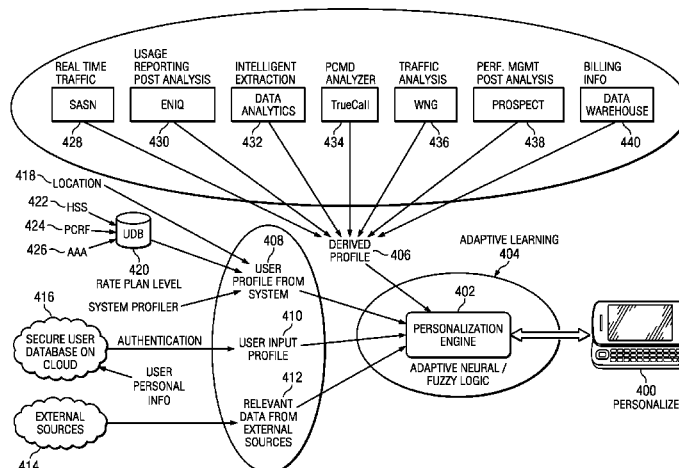 REAL TIME
TRAFFIC
SASN
428
USAGE
REPORTING
POST ANALYSIS
ENIQ
430
INTELLIGENT
EXTRACTION
DATA
ANALYTICS
432
PCMD
ANALYZER
TrueCall
434
TRAFFIC
ANALYSIS
WNG
436
PERF. MGMT
POST ANALYSIS
PROSPECT
438
BILLING
INFO
DATA
WAREHOUSE
440
418
LOCATION
422
HSS
424
PCRF
426
AAA
UDB
420
RATE PLAN LEVEL
SYSTEM PROFILER
408
USER
PROFILE FROM
SYSTEM
DERIVED
PROFILE
406
ADAPTIVE LEARNING
404
402
PERSONALIZATION
ENGINE
ADAPTIVE NEURAL /
FUZZY LOGIC
416
SECURE USER
DATABASE ON
CLOUD
AUTHENTICATION
USER
PERSONAL
INFO
410
USER INPUT
PROFILE
412
RELEVANT
DATA FROM
EXTERNAL
SOURCES
EXTERNAL
SOURCES
414
400
PERSONALIZE